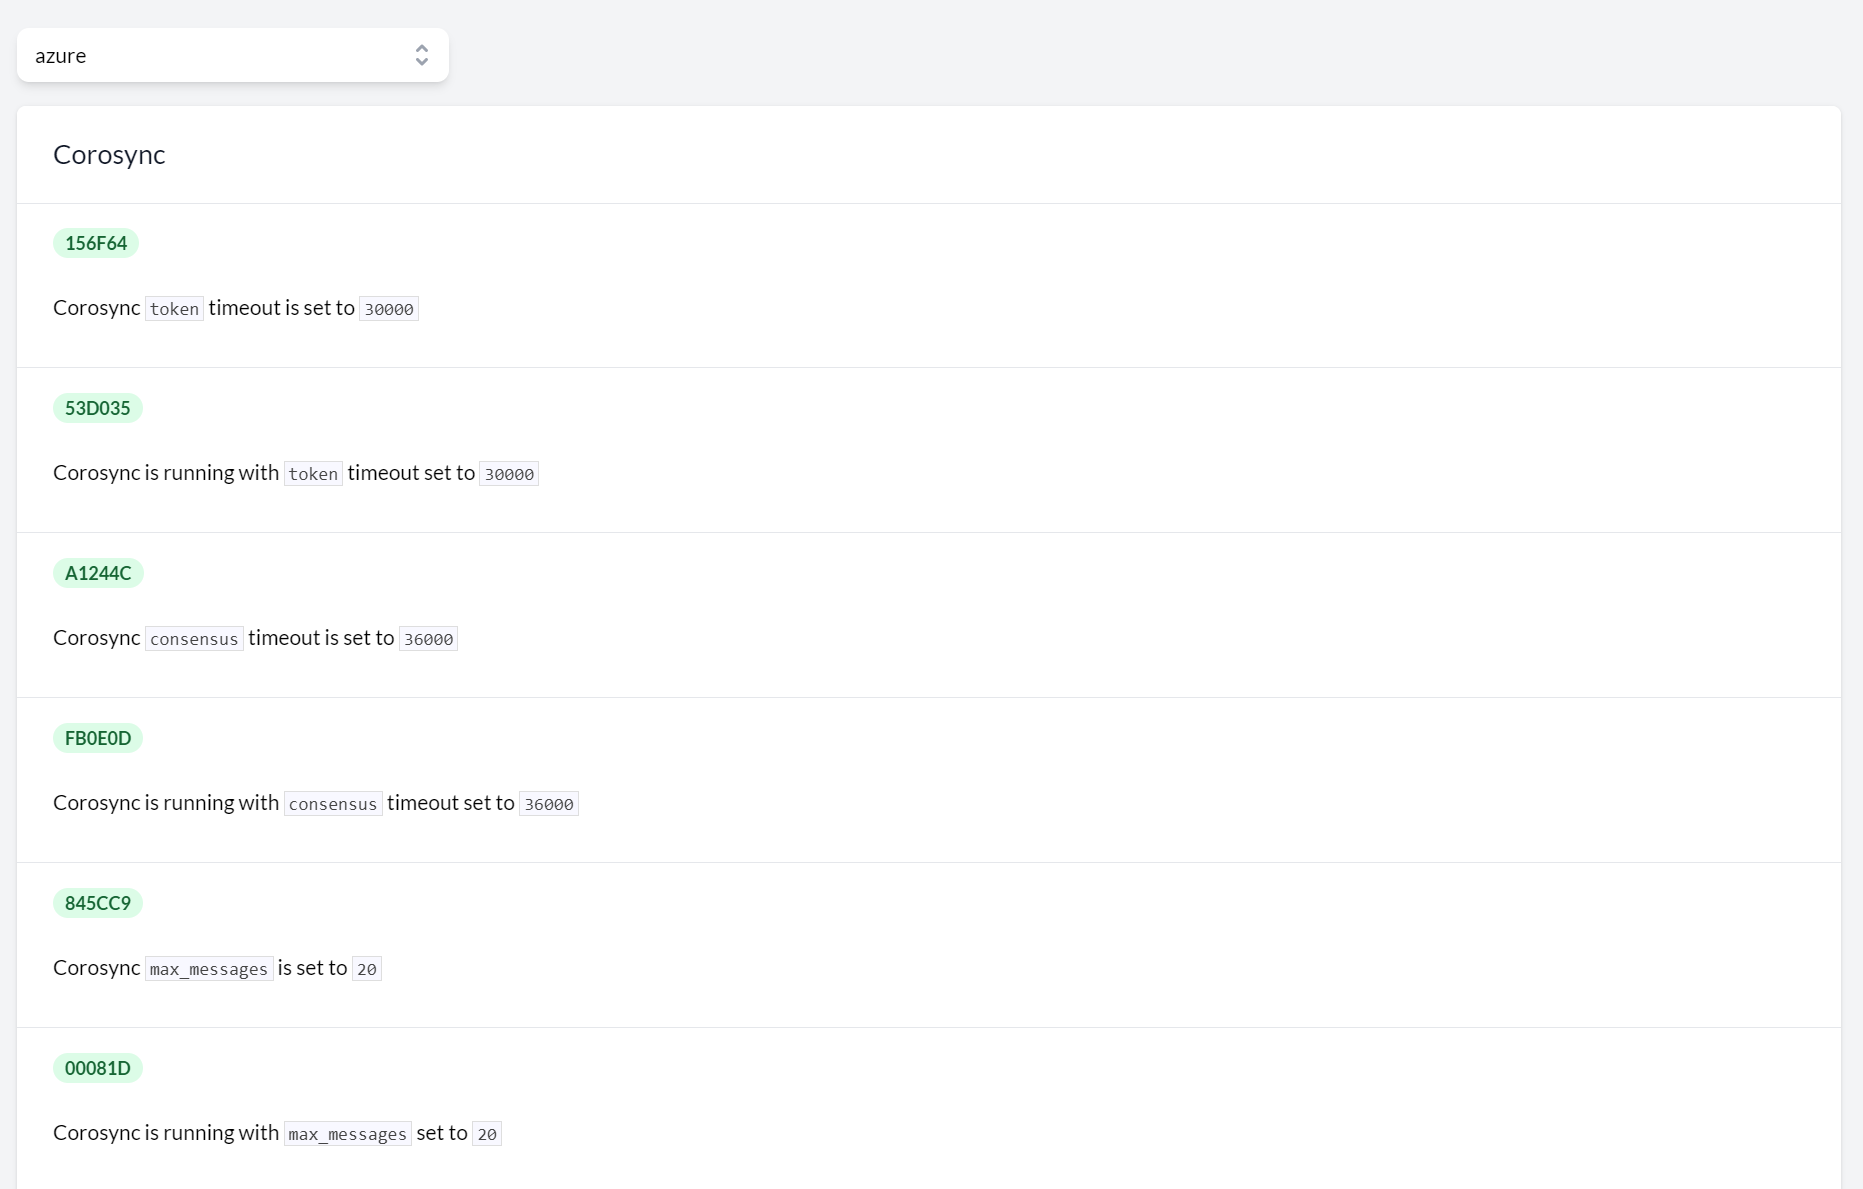 azure
Corosync
156F64
Corosync token timeout is set to 30000
53D035
Corosync is running with token timeout set to 30000
A1244C
Corosync consensus timeout is set to 36000
FB0E0D
Corosync is running with consensus timeout set to 36000
845CC9
Corosync max_messages is set to 20
00081D
Corosync is running with max_messages set to 20